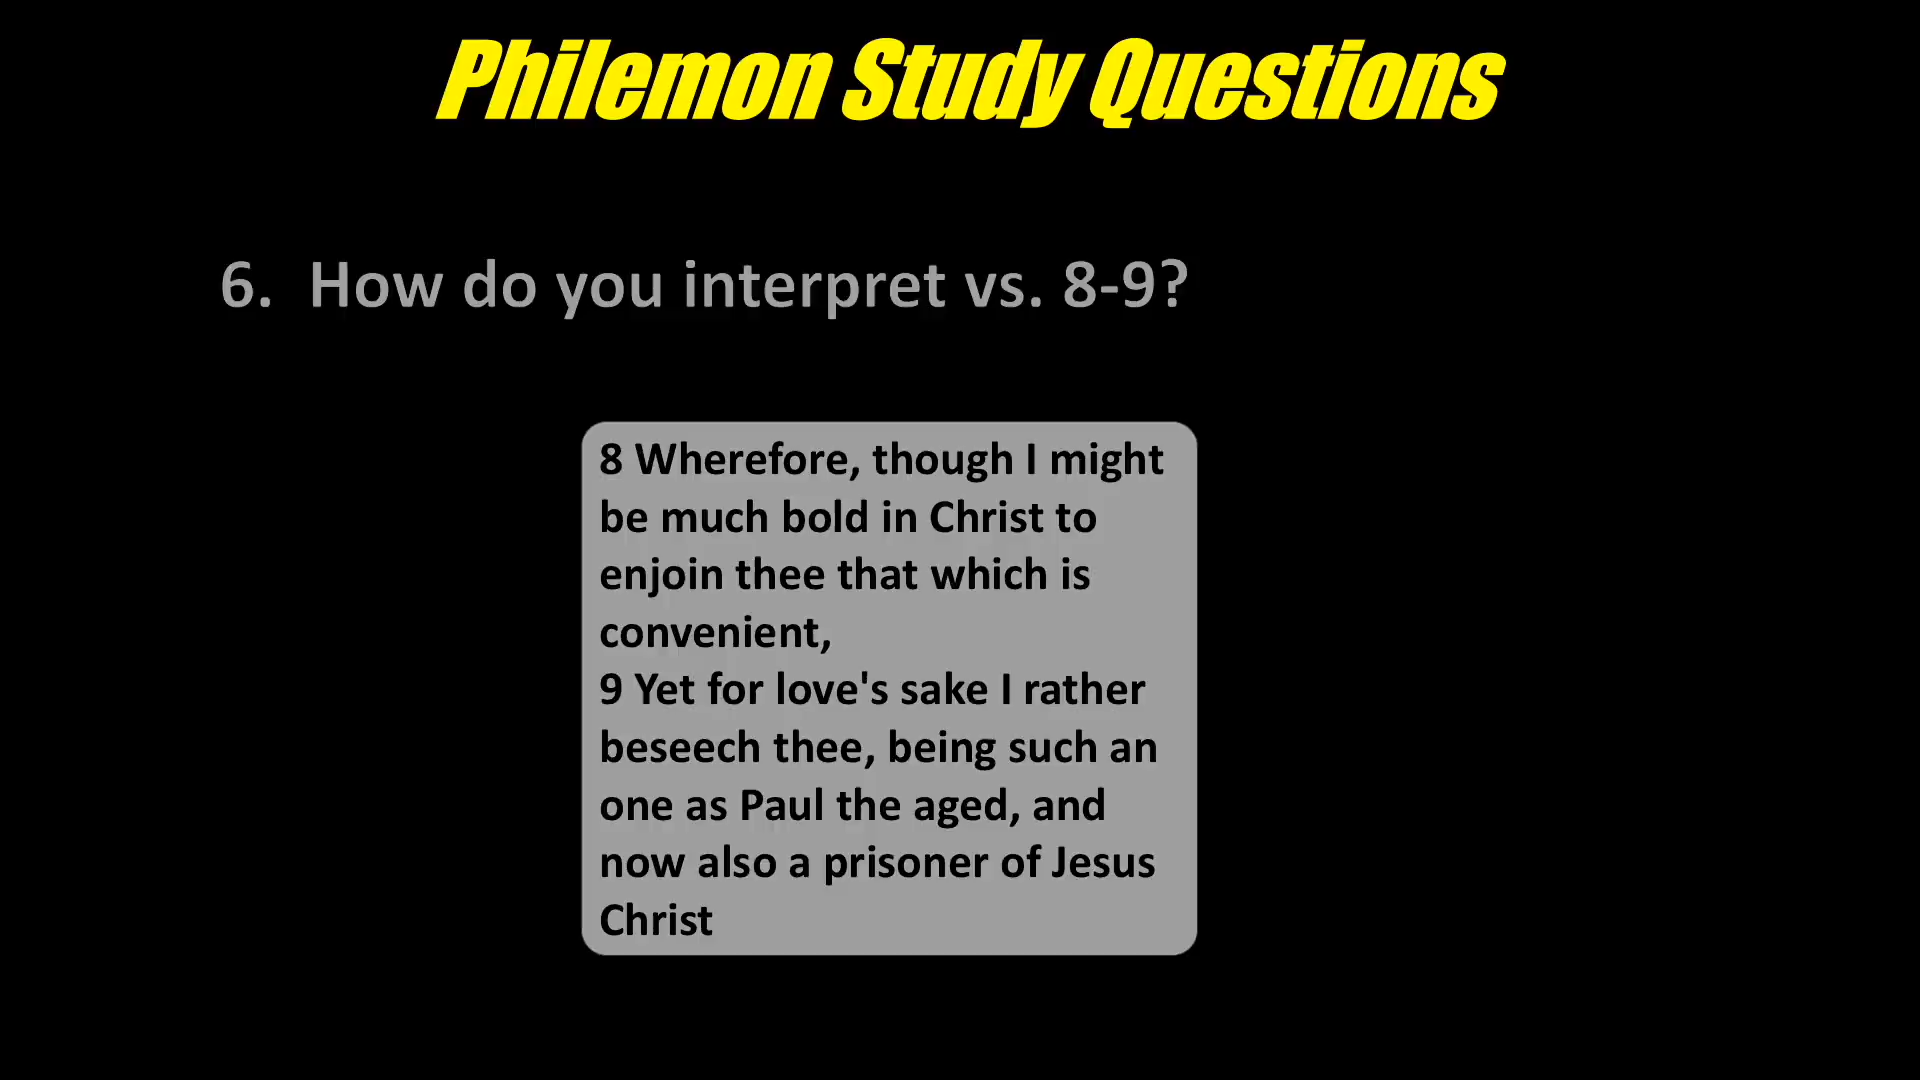 Philemon Study Questions
6. How do you interpret vs. 8-9?
8 Wherefore, though I might
be much bold in Christ to
enjoin thee that which is
convenient,
9 Yet for love's sake I rather
beseech thee, being such an
one as Paul the aged, and
now also a prisoner of Jesus
Christ